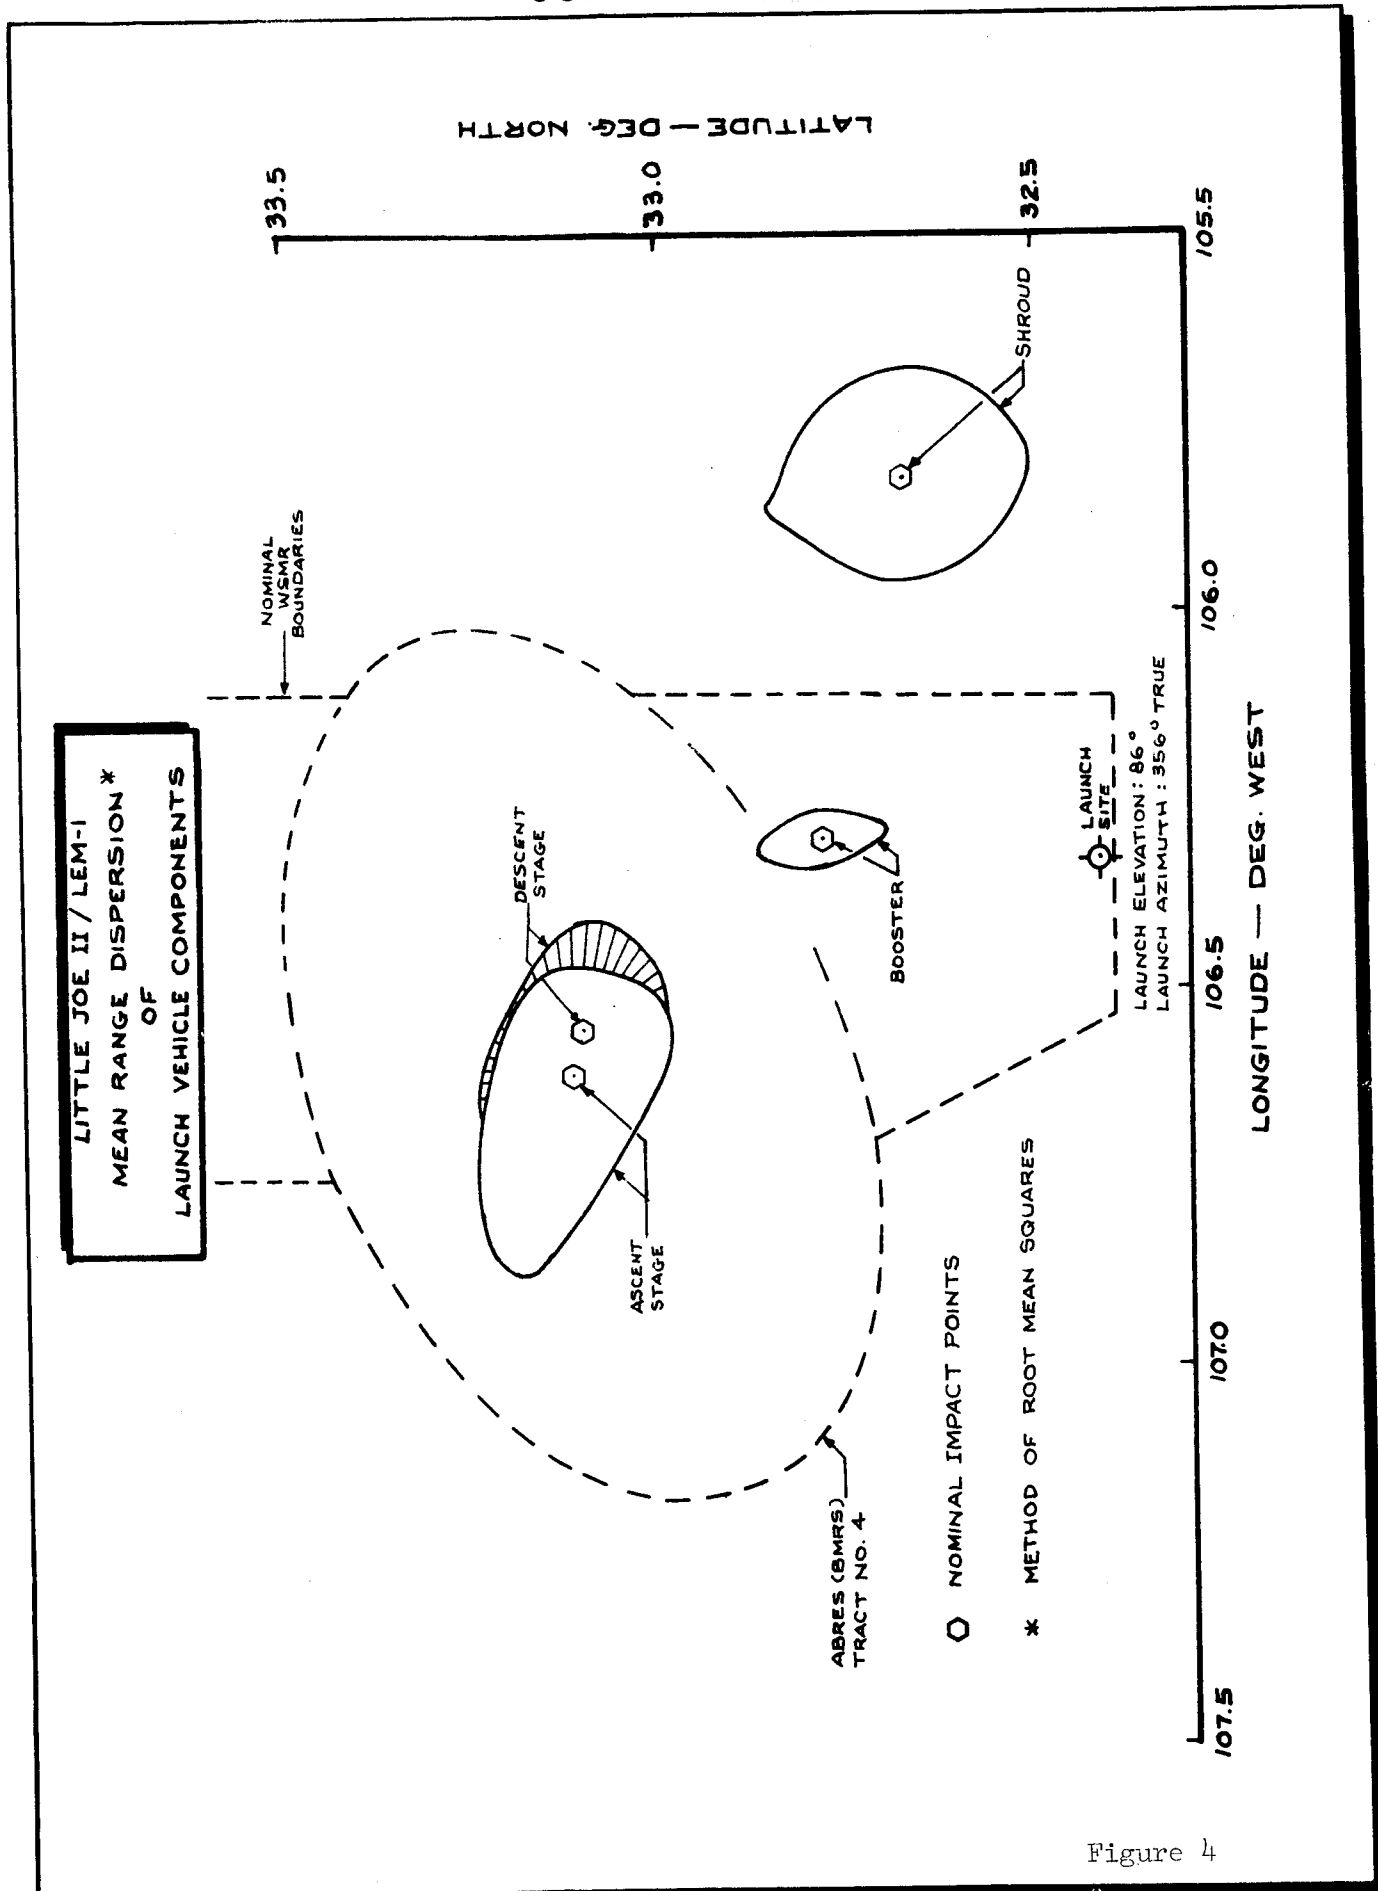 LITTLE JOE II / LEM-1
MEAN RANGE DISPERSION*
OF
LAUNCH VEHICLE COMPONENTS
NOMINAL
WSMR
BOUNDARIES
33.5
33.0
32.5
LATITUDE — DEG. NORTH
DESCENT
STAGE
ASCENT
STAGE
SHROUD
BOOSTER
ABRES (BMRS)
TRACT NO. 4
LAUNCH
SITE
LAUNCH ELEVATION: 86°
LAUNCH AZIMUTH: 356° TRUE
NOMINAL IMPACT POINTS
* METHOD OF ROOT MEAN SQUARES
107.5
107.0
106.5
106.0
105.5
LONGITUDE — DEG. WEST
Figure 4